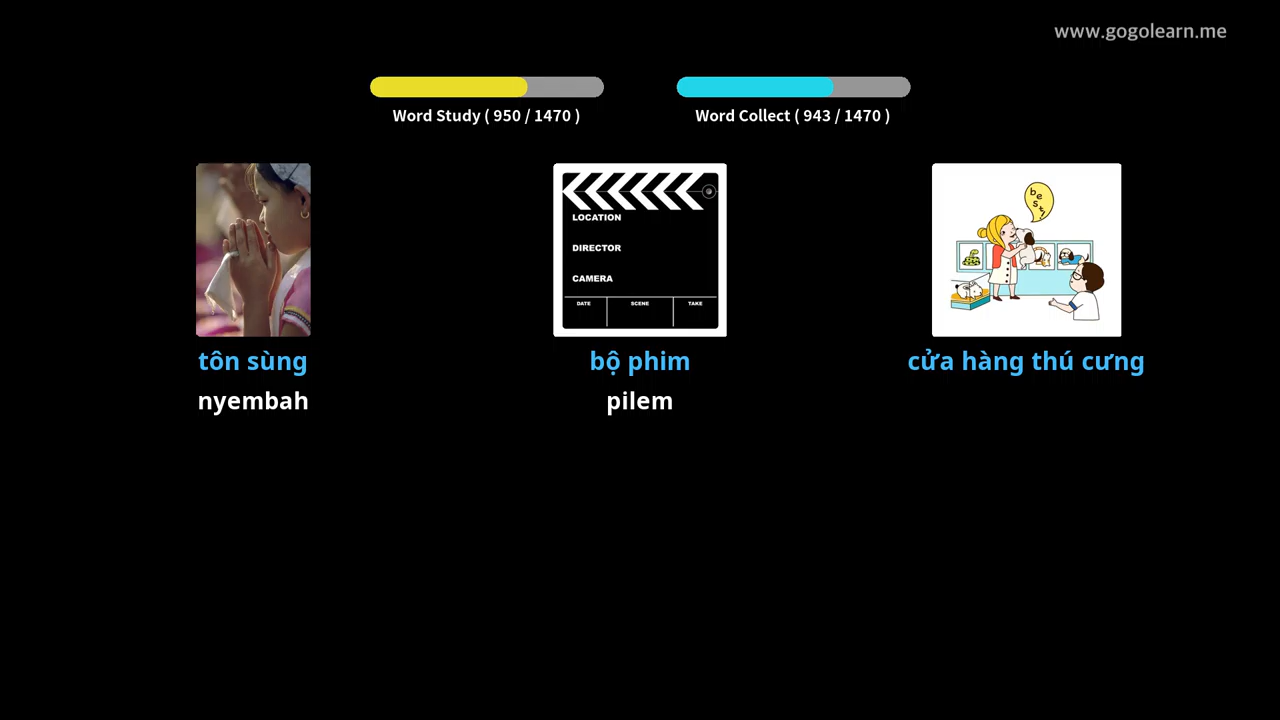 www.gogolearn.me
Word Study ( 950 / 1470 )
Word Collect ( 943 / 1470 )
LOCATION
DIRECTOR
CAMERA
DATE SCENE TAKE
best
tôn sùng
bộ phim
cửa hàng thú cưng
nyembah
pilem